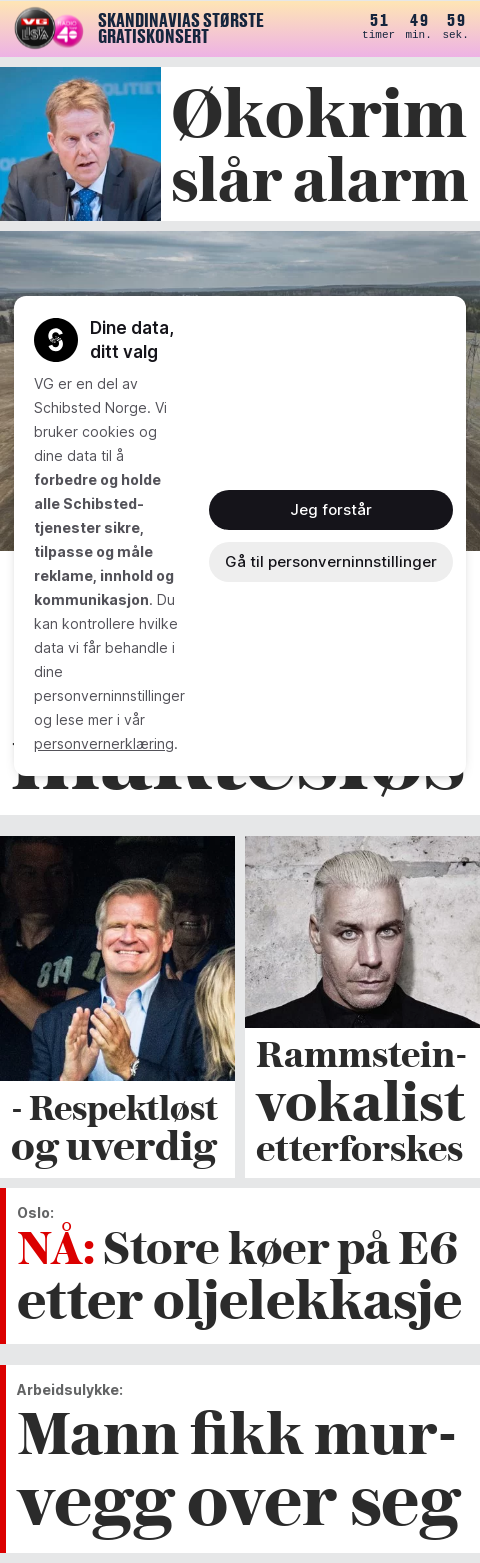 VG
RADIO
SKANDINAVIAS STØRSTE
GRATISKONSERT
51 49 59
timer min. sek.
Økokrim
slår alarm
Dine data,
ditt valg
VG er en del av
Schibsted Norge. Vi
bruker cookies og
dine data til å
forbedre og holde
alle Schibsted-
tjenester sikre,
tilpasse og måle
reklame, innhold og
kommunikasjon. Du
kan kontrollere hvilke
data vi får behandle i
dine
personverninnstillinger
og lese mer i vår
personvernerklæring.
Jeg forstår
Gå til personverninnstillinger
- Respektløst
og uverdig
Rammstein-
vokalist
etterforskes
Oslo:
NÅ: Store køer på E6
etter oljelekkasje
Arbeidsulykke:
Mann fikk mur-
vegg over seg